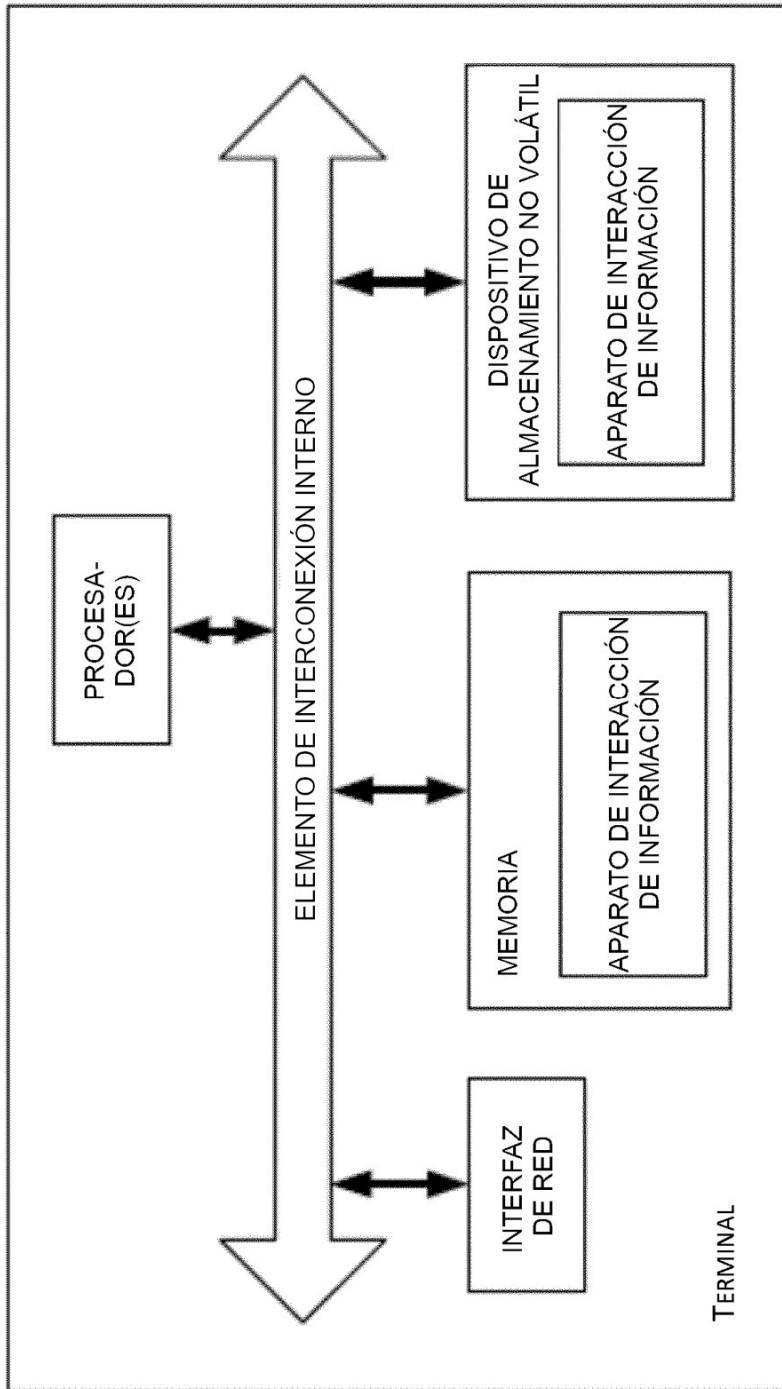 PROCESA-
DOR(ES)
ELEMENTO DE INTERCONEXIÓN INTERNO
INTERFAZ
DE RED
MEMORIA
APARATO DE INTERACCIÓN
DE INFORMACIÓN
DISPOSITIVO DE
ALMACENAMIENTO NO VOLÁTIL
APARATO DE INTERACCIÓN
DE INFORMACIÓN
TERMINAL